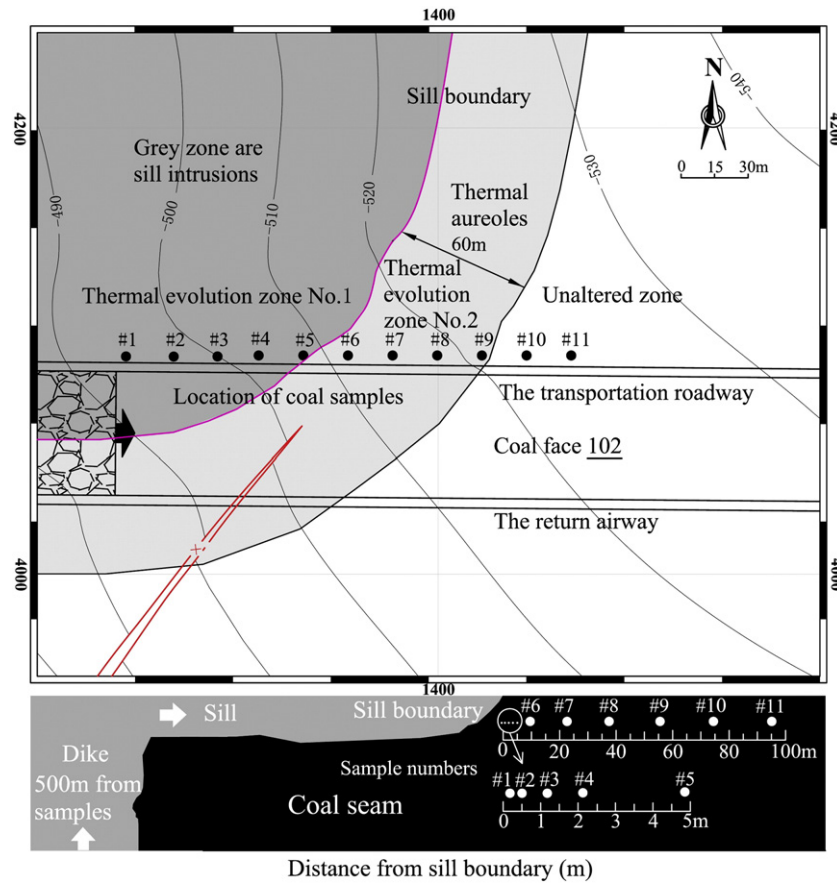 1400
4200
4200
N
0 15 30m
Sill boundary
Grey zone are
sill intrusions
-490
-500
-510
-520
-530
-540
Thermal
aureoles
60m
Thermal evolution zone No.1
Thermal
evolution
zone No.2
Unaltered zone
#1 #2 #3 #4 #5 #6 #7 #8 #9 #10 #11
Location of coal samples
The transportation roadway
Coal face 102
The return airway
4000
4000
1400
Sill
Sill boundary
#6 #7 #8 #9 #10 #11
0 20 40 60 80 100m
Dike
500m from
samples
Sample numbers
#1 #2 #3 #4 #5
Coal seam
0 1 2 3 4 5m
Distance from sill boundary (m)